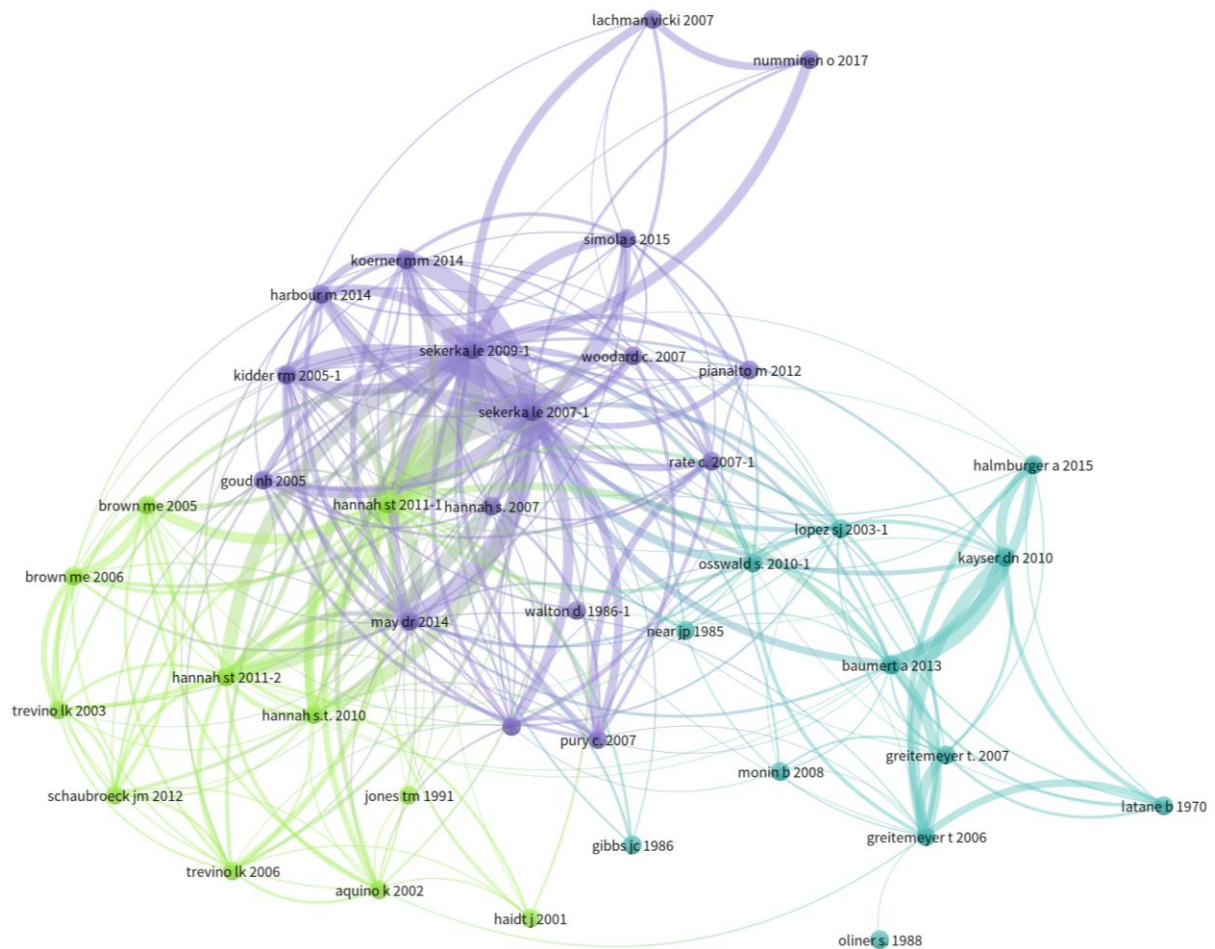 lachman vicki 2007
numminen o 2017
simola s 2015
koerner mm 2014
harbour m 2014
sekerka le 2009-1
woodard c. 2007
pianalto m 2012
kidder rm 2005-1
sekerka le 2007-1
rate c. 2007-1
halmburger a 2015
goud nh 2005
brown me 2005
hannah st 2011-1
hannah s. 2007
lopez sj 2003-1
kayser dn 2010
osswald s. 2010-1
brown me 2006
walton d. 1986-1
may dr 2014
near jp 1985
baumert a 2013
hannah st 2011-2
trevino lk 2003
hannah s.t. 2010
pury c. 2007
greitemeyer t. 2007
monin b 2008
schaubroeck jm 2012
jones tm 1991
latane b 1970
greitemeyer t 2006
gibbs jc 1986
trevino lk 2006
aquino k 2002
haidt j 2001
oliner s. 1988